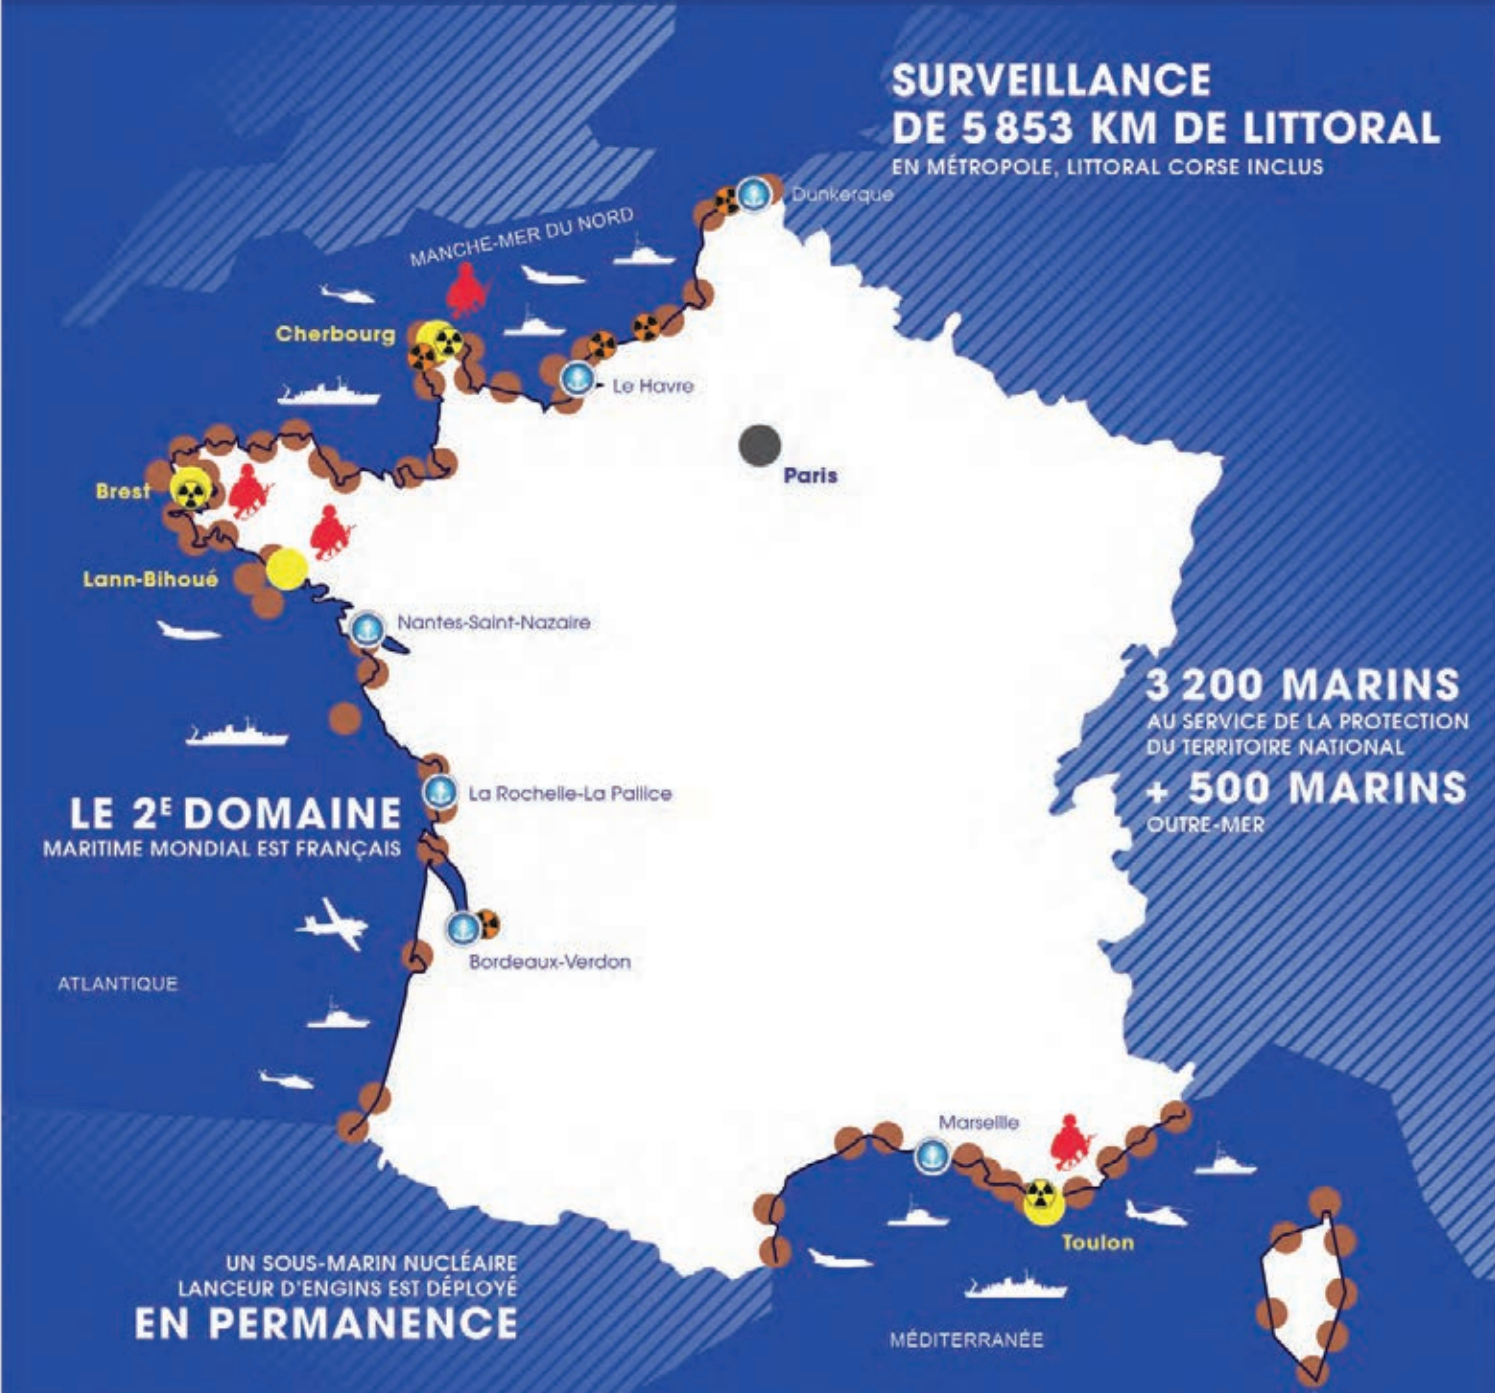 SURVEILLANCE
DE 5 853 KM DE LITTORAL
EN MÉTROPOLE, LITTORAL CORSE INCLUS
Dunkerque
MANCHE-MER DU NORD
Cherbourg
Le Havre
Paris
Brest
Lann-Bihoué
Nantes-Saint-Nazaire
3 200 MARINS
AU SERVICE DE LA PROTECTION
DU TERRITOIRE NATIONAL
+ 500 MARINS
OUTRE-MER
La Rochelle-La Pallice
LE 2E DOMAINE
MARITIME MONDIAL EST FRANÇAIS
Bordeaux-Verdon
ATLANTIQUE
Marseille
Toulon
UN SOUS-MARIN NUCLÉAIRE
LANCEUR D'ENGINS EST DÉPLOYÉ
EN PERMANENCE
MÉDITERRANÉE